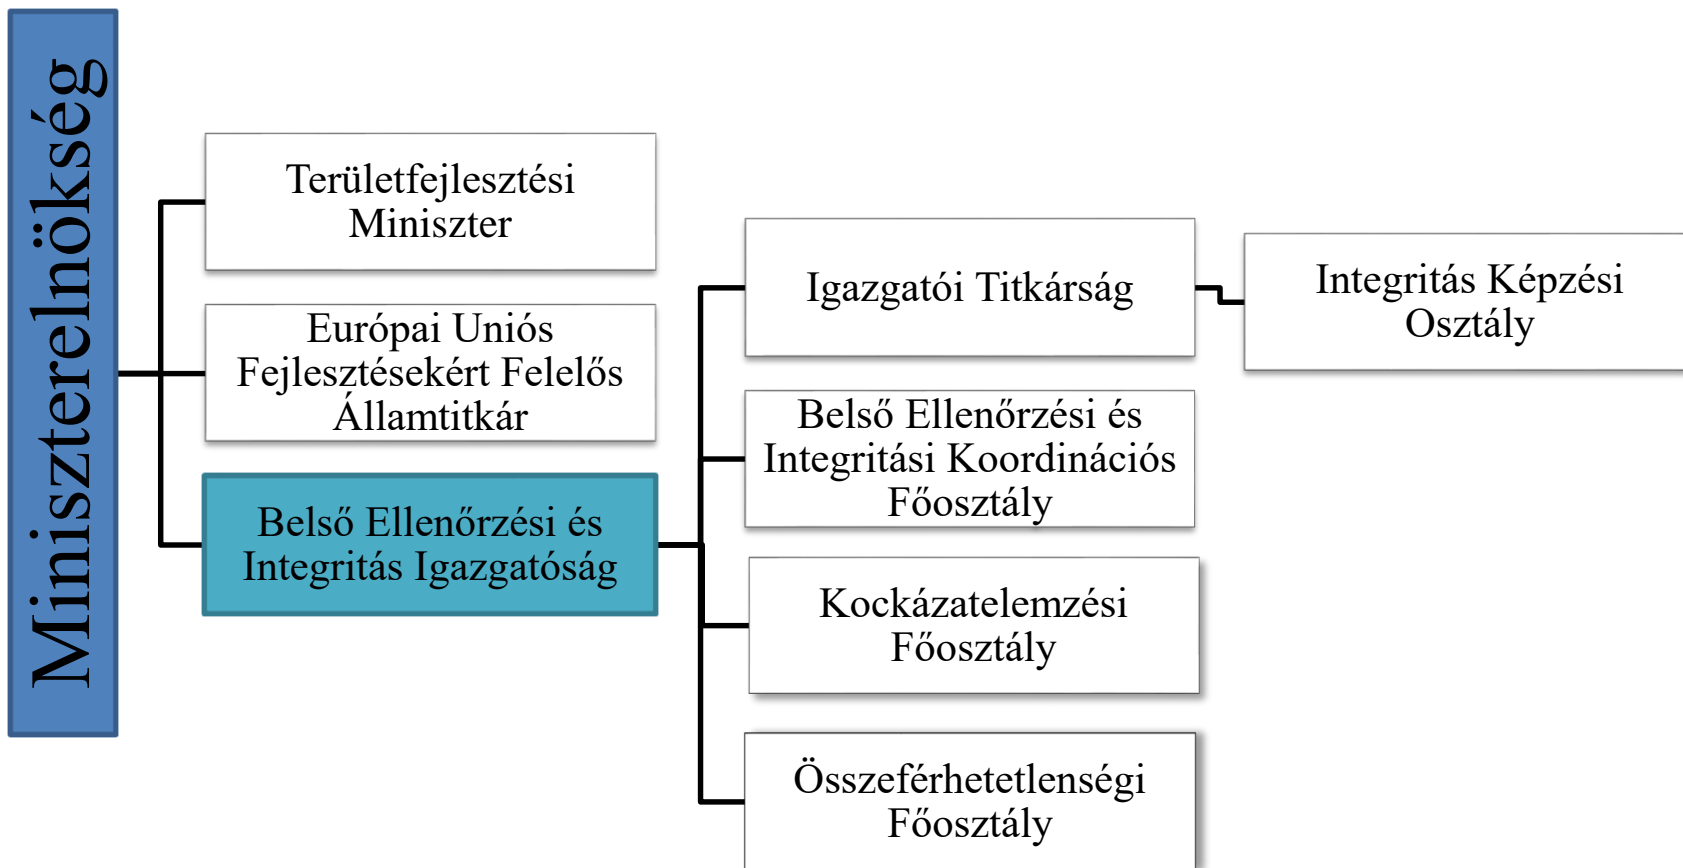 Miniszterelnökség
Területfejlesztési
Miniszter
Európai Uniós
Fejlesztésekért Felelős
Államtitkár
Belső Ellenőrzési és
Integritás Igazgatóság
Igazgatói Titkárság
Belső Ellenőrzési és
Integritási Koordinációs
Főosztály
Kockázatelemzési
Főosztály
Összeférhetetlenségi
Főosztály
Integritás Képzési
Osztály